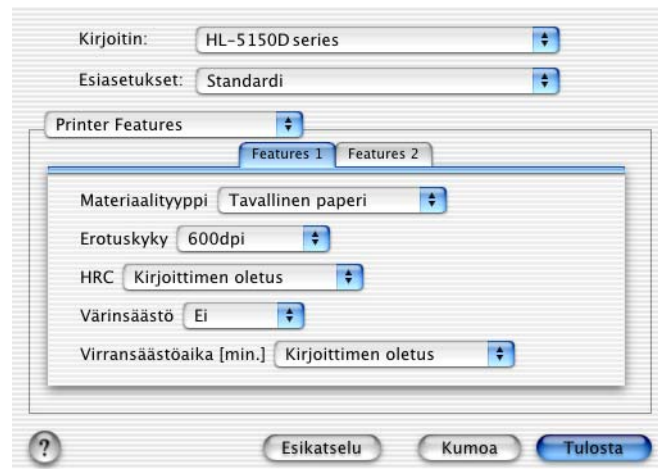 Kirjoitin: HL-5150D series
Esiasetukset: Standardi
Printer Features
Features 1 Features 2
Materiaalityyppi Tavallinen paperi
Erotuskyky 600dpi
HRC Kirjoittimen oletus
Värinsäästö Ei
Virransäästöaika [min.] Kirjoittimen oletus
? Esikatselu Kumoa Tulosta